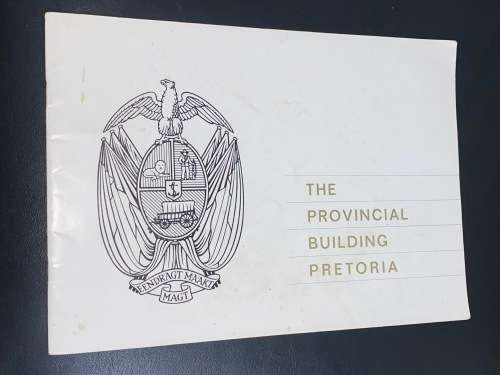 THE
PROVINCIAL
BUILDING
PRETORIA
EENDRAGT MAAKT
MAGT